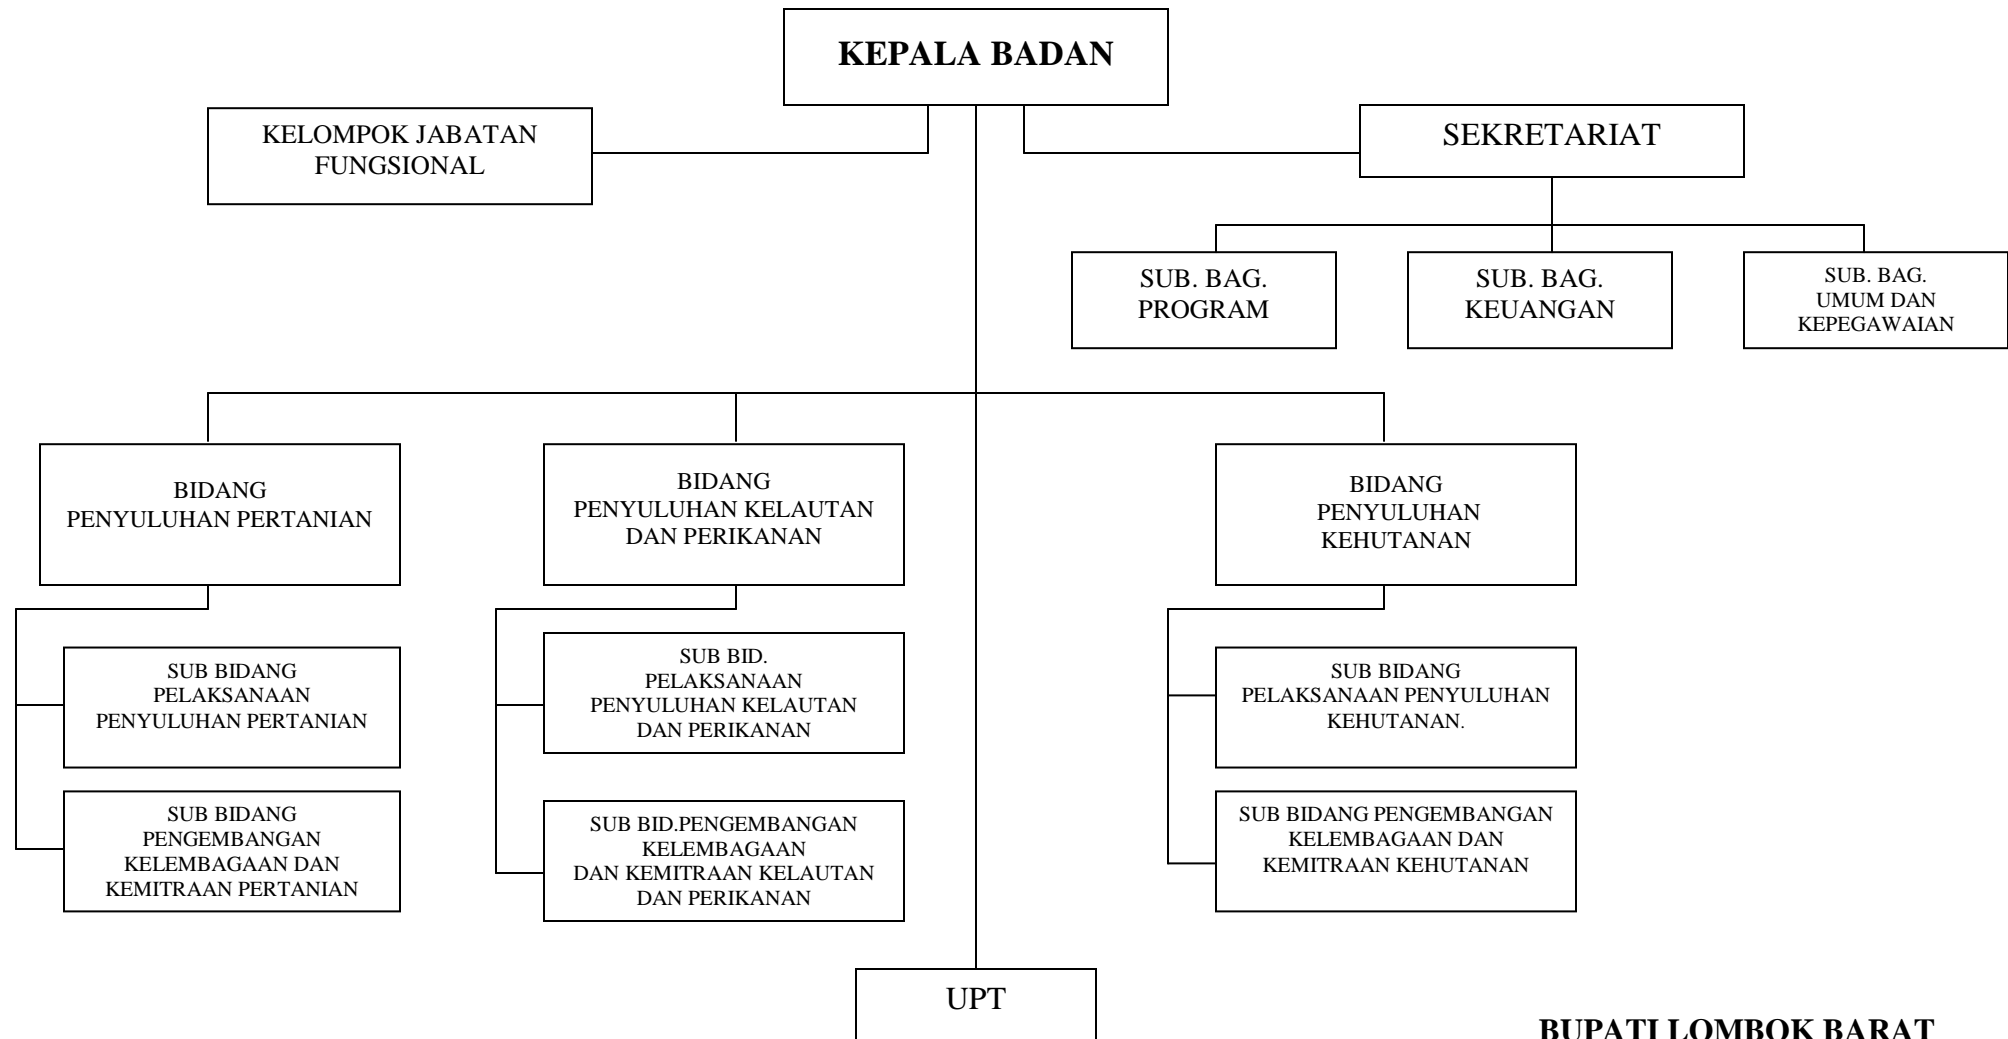 KEPALA BADAN
KELOMPOK JABATAN
FUNGSIONAL
SEKRETARIAT
SUB. BAG.
PROGRAM
SUB. BAG.
KEUANGAN
SUB. BAG.
UMUM DAN
KEPEGAWAIAN
BIDANG
PENYULUHAN PERTANIAN
BIDANG
PENYULUHAN KELAUTAN
DAN PERIKANAN
BIDANG
PENYULUHAN
KEHUTANAN
SUB BIDANG
PELAKSANAAN
PENYULUHAN PERTANIAN
SUB BID.
PELAKSANAAN
PENYULUHAN KELAUTAN
DAN PERIKANAN
SUB BIDANG
PELAKSANAAN PENYULUHAN
KEHUTANAN.
SUB BIDANG
PENGEMBANGAN
KELEMBAGAAN DAN
KEMITRAAN PERTANIAN
SUB BID.PENGEMBANGAN
KELEMBAGAAN
DAN KEMITRAAN KELAUTAN
DAN PERIKANAN
SUB BIDANG PENGEMBANGAN
KELEMBAGAAN DAN
KEMITRAAN KEHUTANAN
UPT
BUPATI LOMBOK BARAT